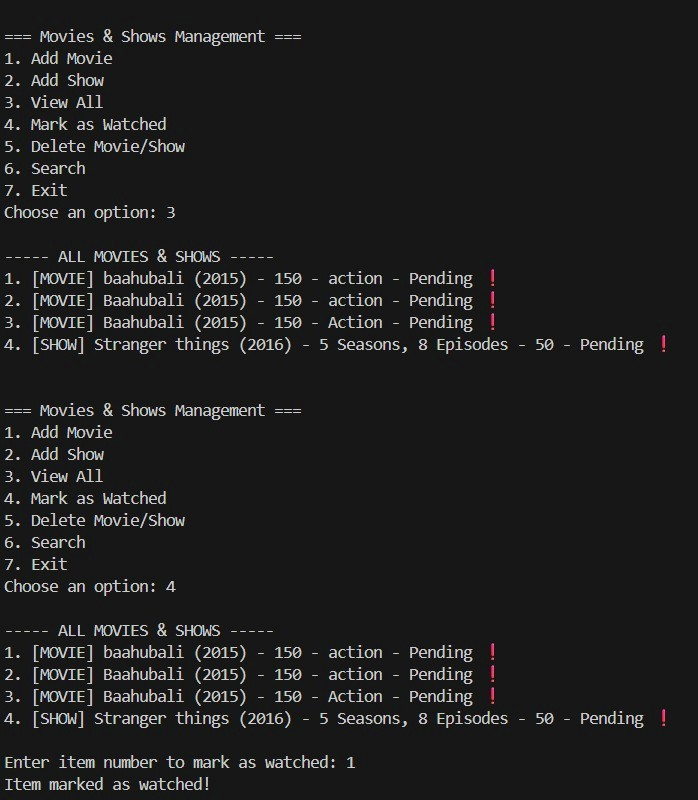 === Movies & Shows Management ===
1. Add Movie
2. Add Show
3. View All
4. Mark as Watched
5. Delete Movie/Show
6. Search
7. Exit
Choose an option: 3
----- ALL MOVIES & SHOWS -----
1. [MOVIE] baahubali (2015) - 150 - action - Pending ❗
2. [MOVIE] Baahubali (2015) - 150 - action - Pending ❗
3. [MOVIE] Baahubali (2015) - 150 - Action - Pending ❗
4. [SHOW] Stranger things (2016) - 5 Seasons, 8 Episodes - 50 - Pending ❗
=== Movies & Shows Management ===
1. Add Movie
2. Add Show
3. View All
4. Mark as Watched
5. Delete Movie/Show
6. Search
7. Exit
Choose an option: 4
----- ALL MOVIES & SHOWS -----
1. [MOVIE] baahubali (2015) - 150 - action - Pending ❗
2. [MOVIE] Baahubali (2015) - 150 - action - Pending ❗
3. [MOVIE] Baahubali (2015) - 150 - Action - Pending ❗
4. [SHOW] Stranger things (2016) - 5 Seasons, 8 Episodes - 50 - Pending ❗
Enter item number to mark as watched: 1
Item marked as watched!